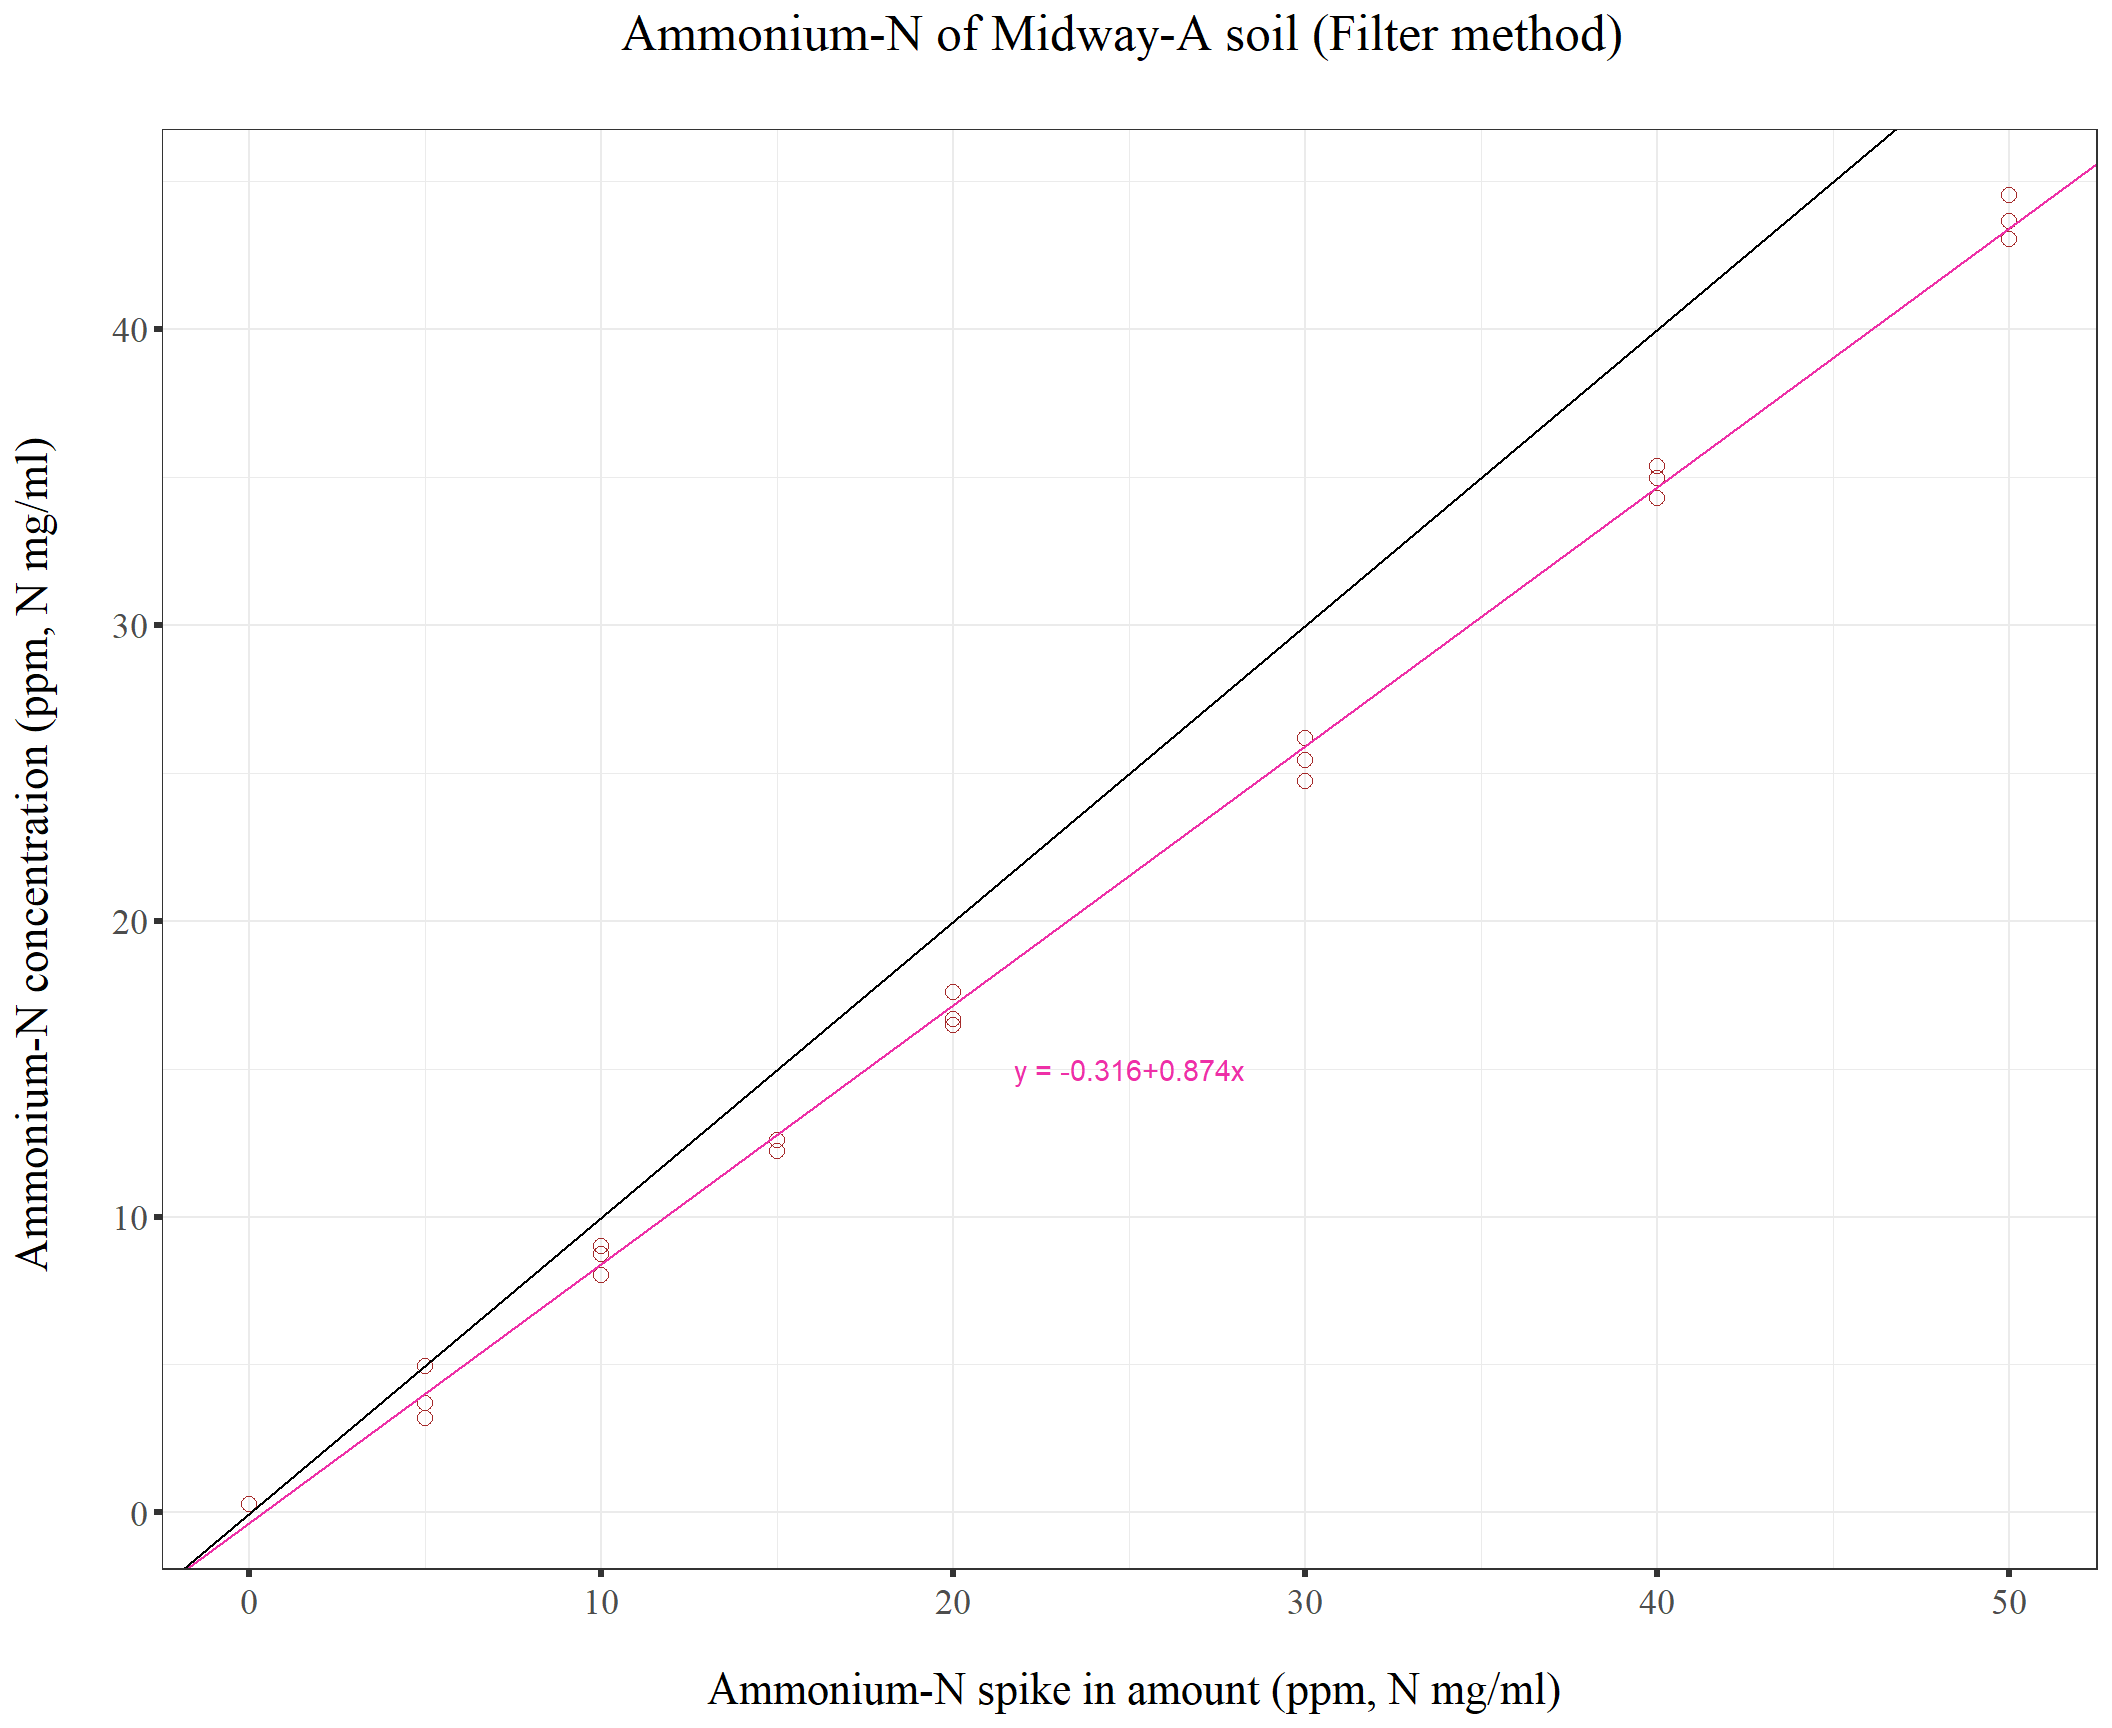 Ammonium-N of Midway-A soil (Filter method)
Ammonium-N concentration (ppm, N mg/ml)
40
30
20
10
0
y = -0.316+0.874x
0 10 20 30 40 50
Ammonium-N spike in amount (ppm, N mg/ml)